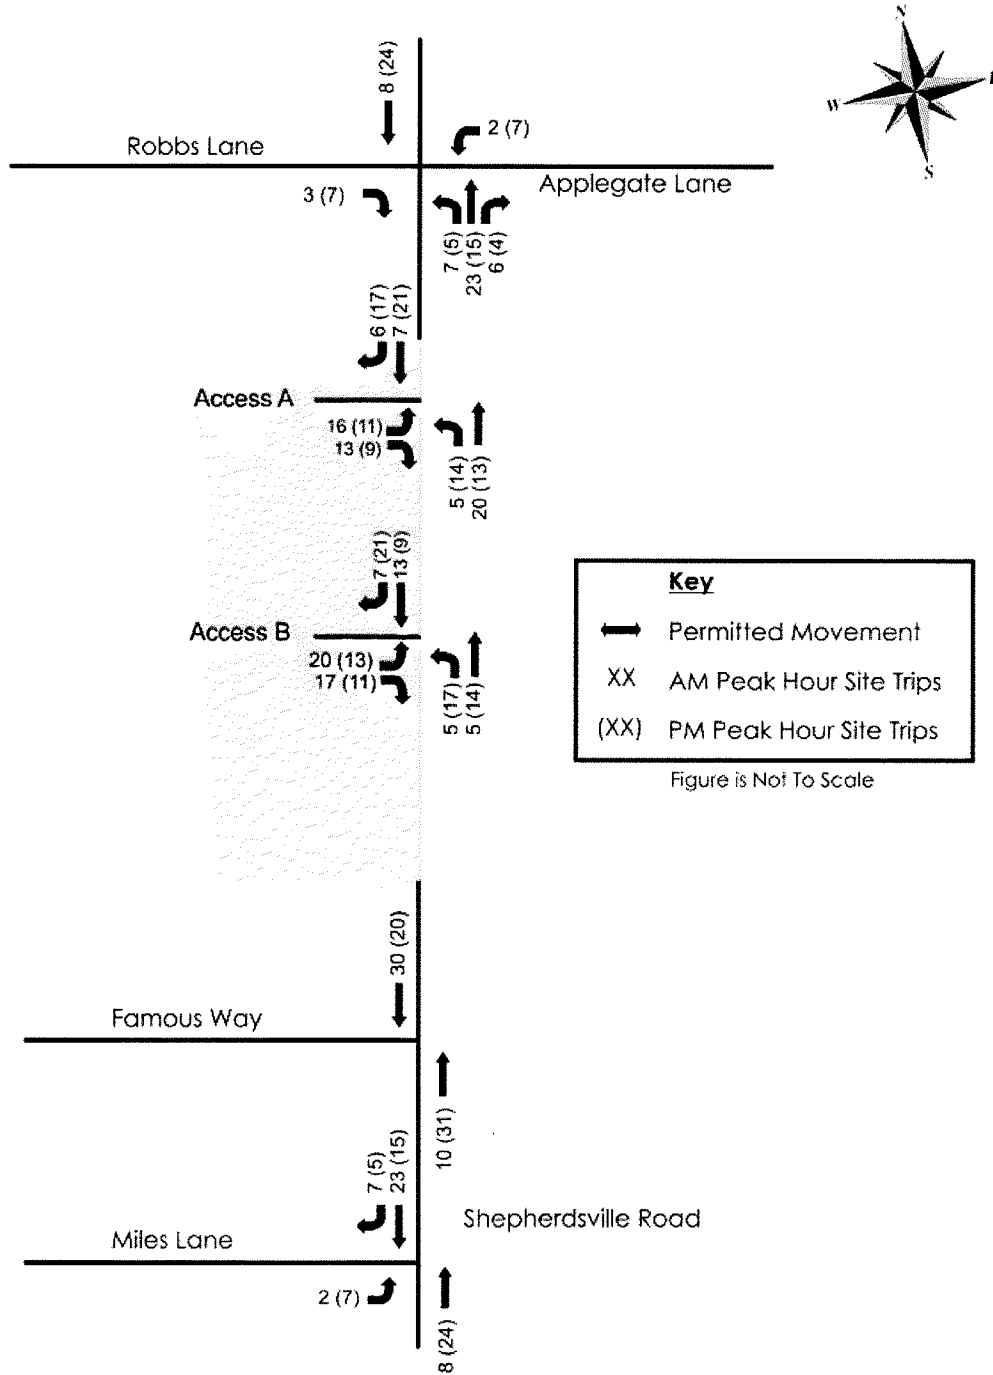 N
W
S
8 (24)
2 (7)
Robbs Lane
Applegate Lane
3 (7)
7 (5)
23 (15)
6 (4)
6 (17)
7 (21)
Access A
16 (11)
13 (9)
5 (14)
20 (13)
7 (21)
13 (9)
Access B
20 (13)
17 (11)
5 (17)
5 (14)
Key
Permitted Movement
XX AM Peak Hour Site Trips
(XX) PM Peak Hour Site Trips
Figure is Not To Scale
30 (20)
Famous Way
10 (31)
7 (5)
23 (15)
Shepherdsville Road
Miles Lane
2 (7)
8 (24)